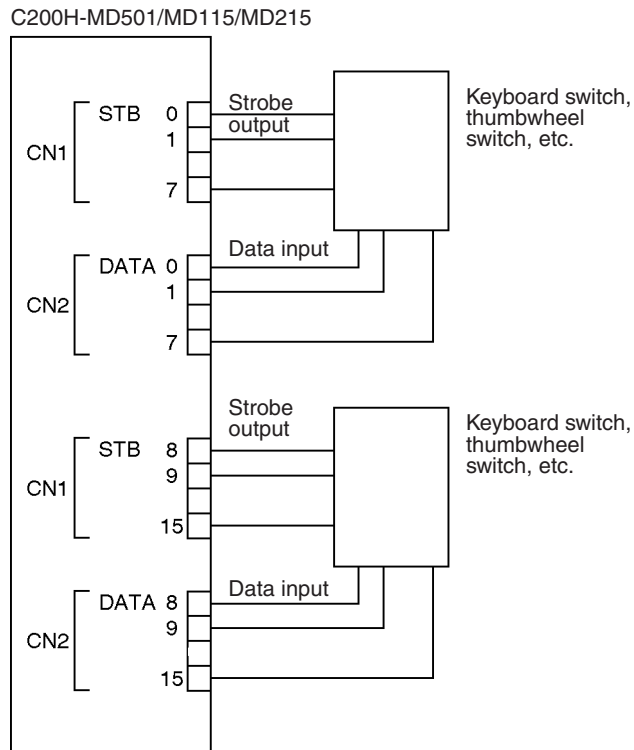 C200H-MD501/MD115/MD215
STB 0
1
7
CN1
Strobe
output
Keyboard switch,
thumbwheel
switch, etc.
DATA 0
1
7
CN2
Data input
STB 8
9
15
CN1
Strobe
output
Keyboard switch,
thumbwheel
switch, etc.
DATA 8
9
15
CN2
Data input